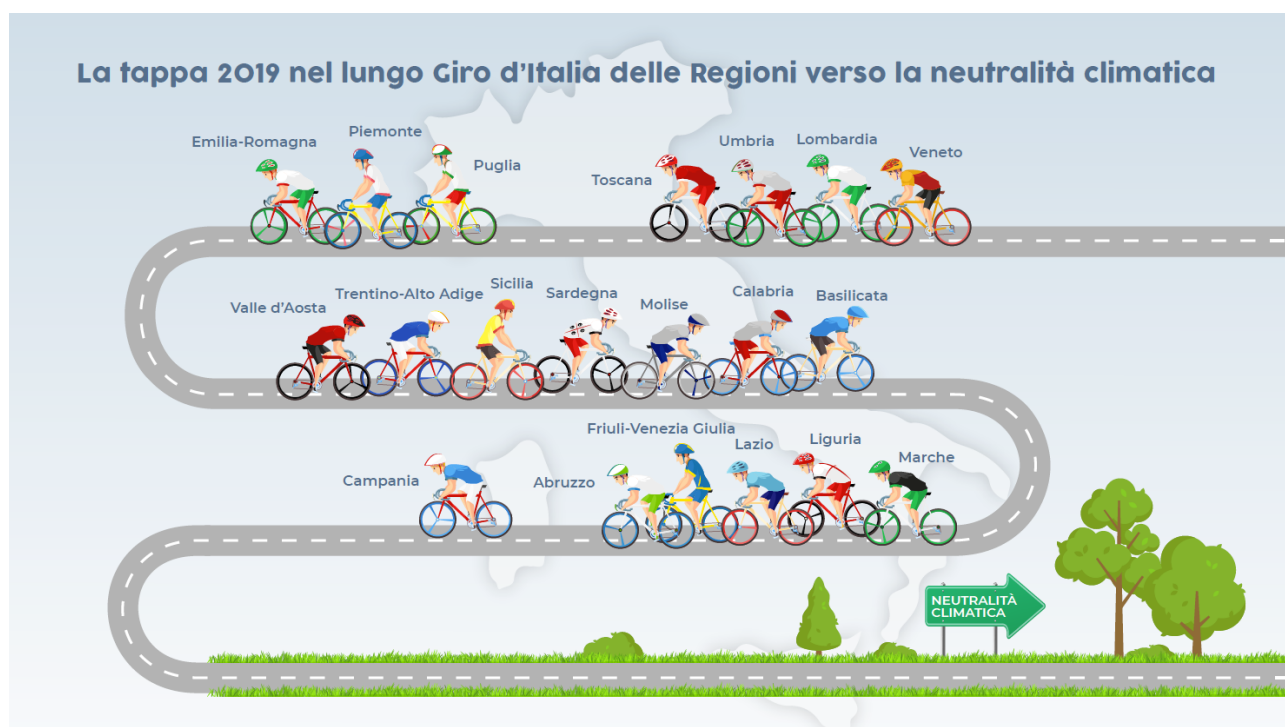 La tappa 2019 nel lungo Giro d'Italia delle Regioni verso la neutralità climatica
Emilia-Romagna
Piemonte
Puglia
Toscana
Umbria
Lombardia
Veneto
Valle d'Aosta
Trentino-Alto Adige
Sicilia
Sardegna
Molise
Calabria
Basilicata
Campania
Abruzzo
Friuli-Venezia Giulia
Lazio
Liguria
Marche
NEUTRALITÀ
CLIMATICA